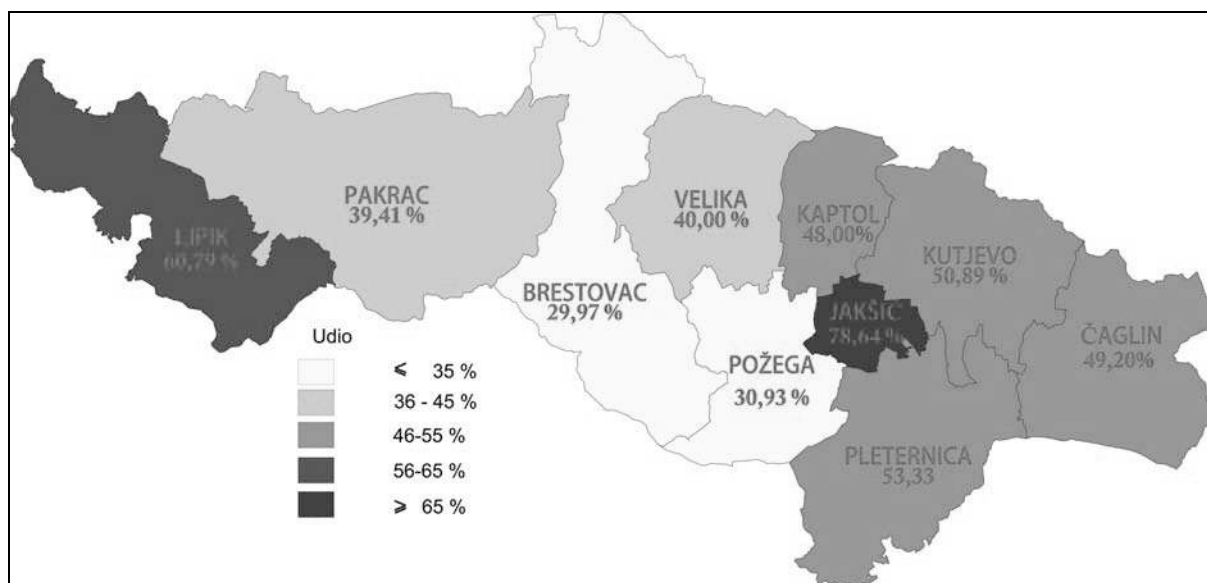 PAKRAC
39,41 %
VELIKA
40,00 %
KAPTOL
48,00%
LIPIK
60,79 %
KUTJEVO
50,89 %
BRESTOVAC
29,97 %
JAKŠIĆ
78,64 %
ČAGLIN
49,20%
POŽEGA
30,93 %
PLETERNICA
53,33
Udio
≤ 35 %
36 - 45 %
46-55 %
56-65 %
≥ 65 %